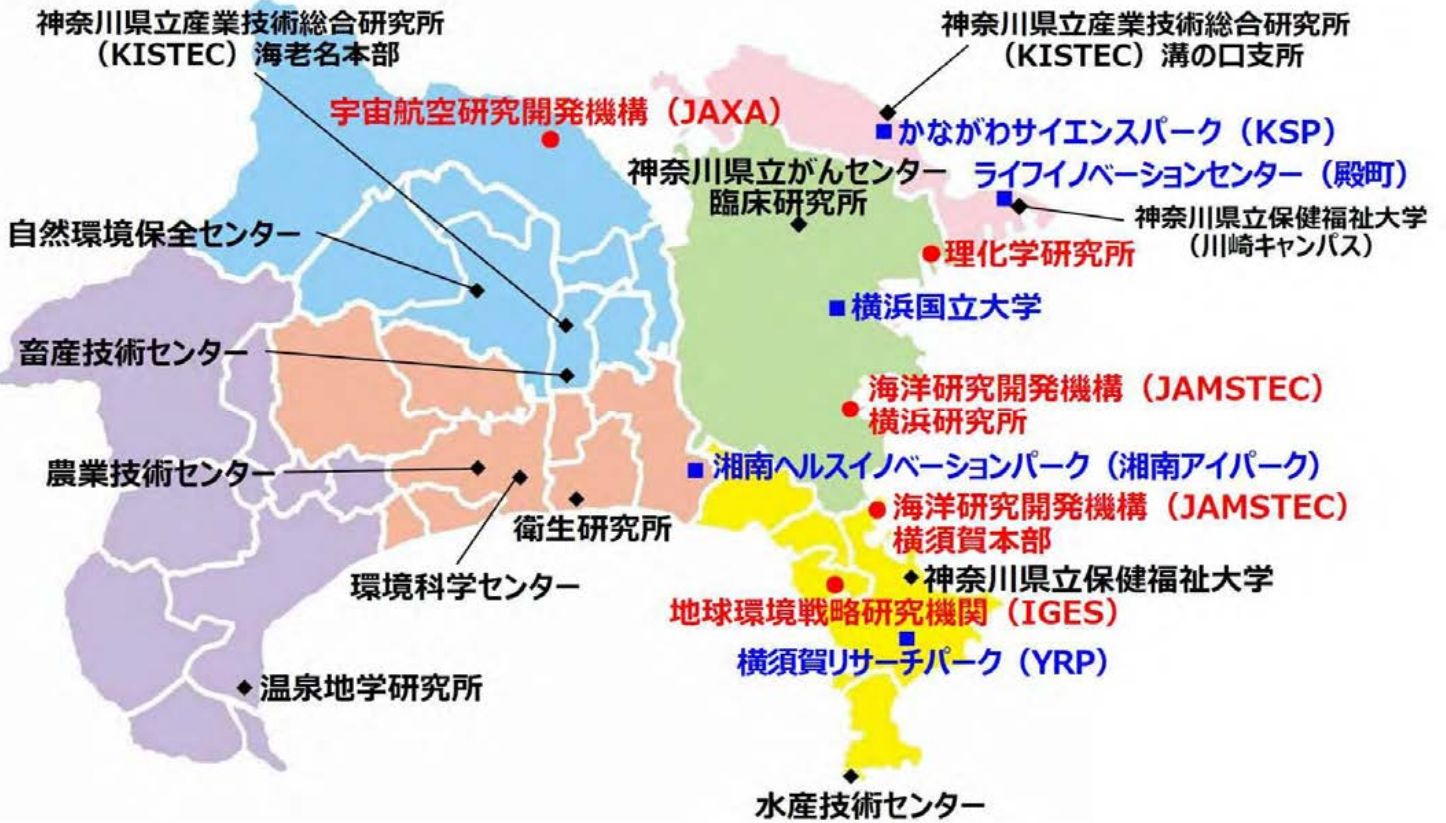 神奈川県立産業技術総合研究所
（KISTEC）海老名本部
神奈川県立産業技術総合研究所
（KISTEC）溝の口支所
宇宙航空研究開発機構（JAXA）
かながわサイエンスパーク（KSP）
神奈川県立がんセンター
臨床研究所
ライフイノベーションセンター（殿町）
神奈川県立保健福祉大学
（川崎キャンパス）
自然環境保全センター
理化学研究所
横浜国立大学
畜産技術センター
海洋研究開発機構（JAMSTEC）
横浜研究所
農業技術センター
湘南ヘルスイノベーションパーク（湘南アイパーク）
海洋研究開発機構（JAMSTEC）
横須賀本部
衛生研究所
環境科学センター
神奈川県立保健福祉大学
地球環境戦略研究機関（IGES）
横須賀リサーチパーク（YRP）
温泉地学研究所
水産技術センター